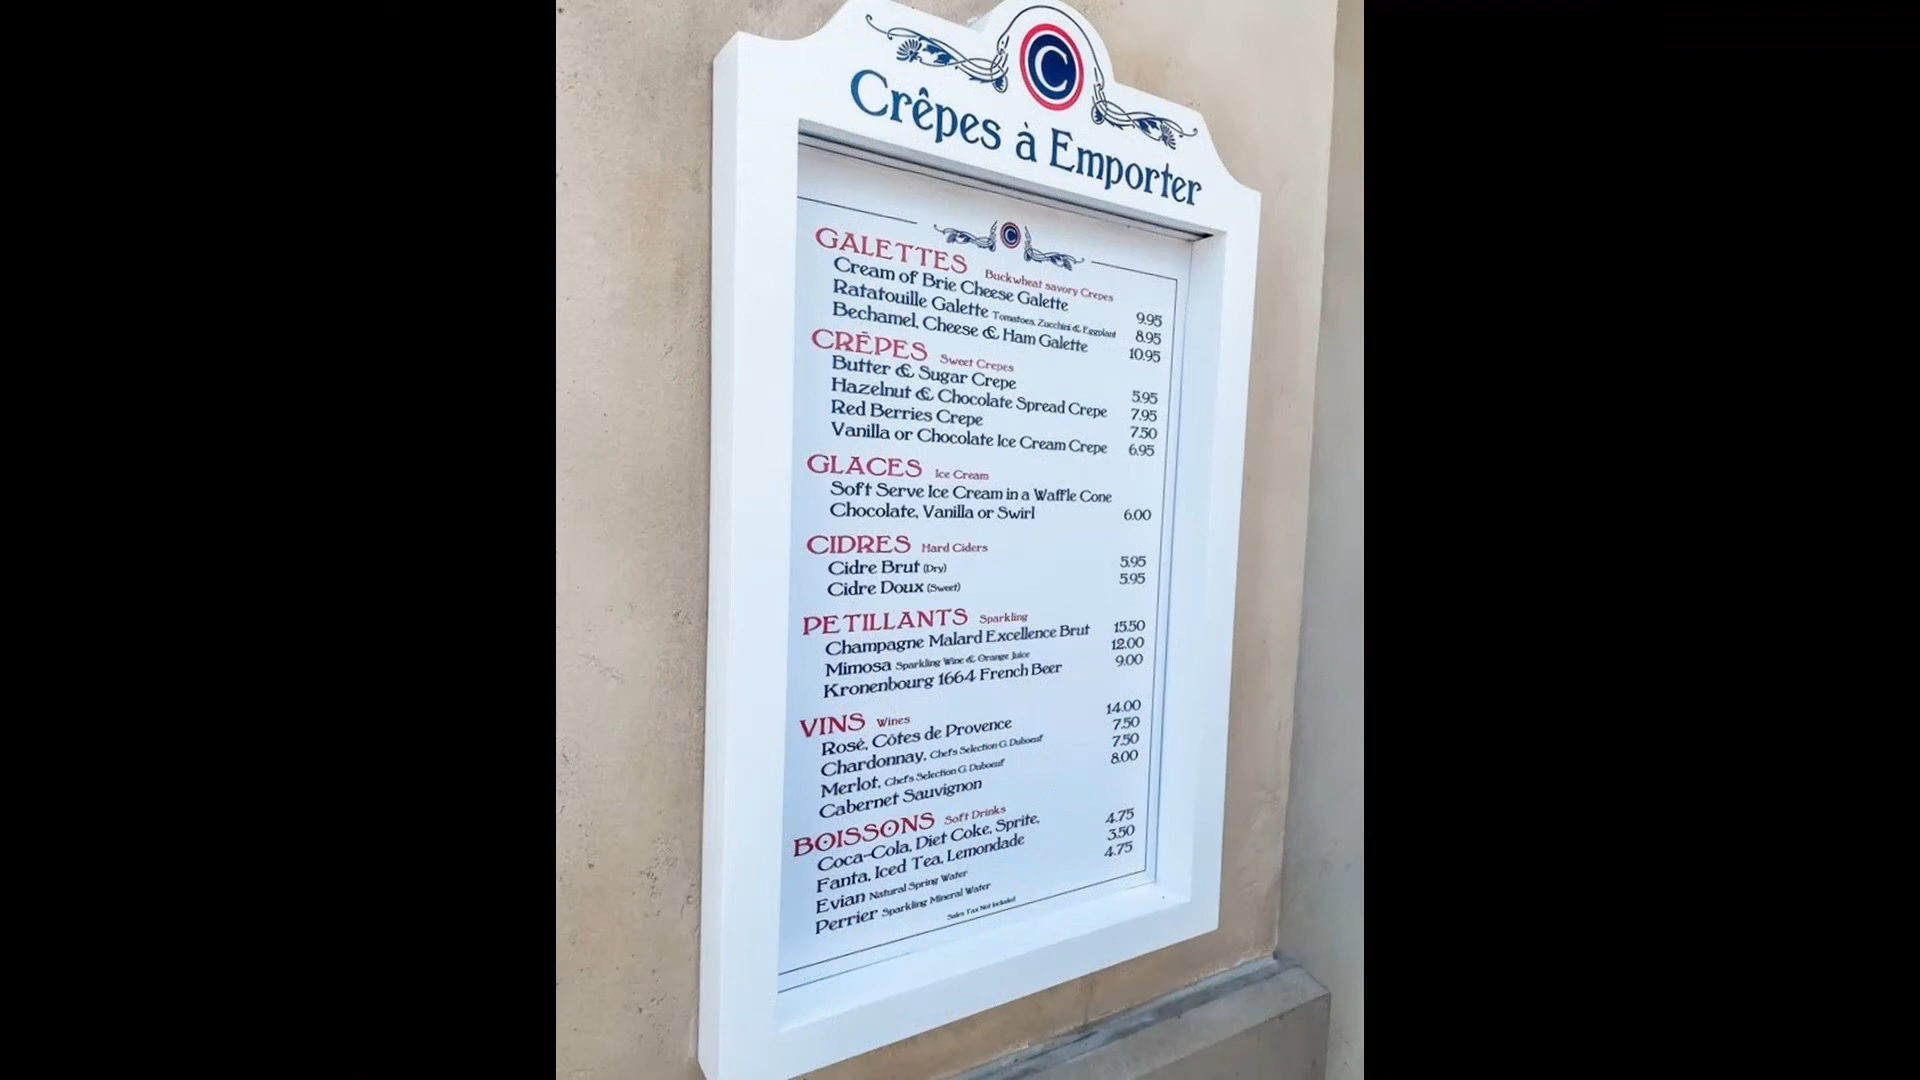 C
Crêpes à Emporter
C
GALETTES Buckwheat savory Crepes
Cream of Brie Cheese Galette 9.95
Ratatouille Galette Tomatoes, Zucchini & Eggplant 8.95
Bechamel, Cheese & Ham Galette 10.95
CRÊPES Sweet Crepes
Butter & Sugar Crepe 5.95
Hazelnut & Chocolate Spread Crepe 7.95
Red Berries Crepe 7.50
Vanilla or Chocolate Ice Cream Crepe 6.95
GLACES Ice Cream
Soft Serve Ice Cream in a Waffle Cone
Chocolate, Vanilla or Swirl 6.00
CIDRES Hard Ciders
Cidre Brut (Dry) 5.95
Cidre Doux (Sweet) 5.95
PETILLANTS Sparkling
Champagne Malard Excellence Brut 15.50
Mimosa Sparkling Wine & Orange Juice 12.00
Kronenbourg 1664 French Beer 9.00
VINS Wines
Rosé, Côtes de Provence 14.00
Chardonnay, Chef's Selection G. Duboeuf 7.50
Merlot, Chef's Selection G. Duboeuf 7.50
Cabernet Sauvignon 8.00
BOISSONS Soft Drinks
Coca-Cola, Diet Coke, Sprite,
Fanta, Iced Tea, Lemondade 4.75
Evian Natural Spring Water 3.50
Perrier Sparkling Mineral Water 4.75
Sales Tax Not Included